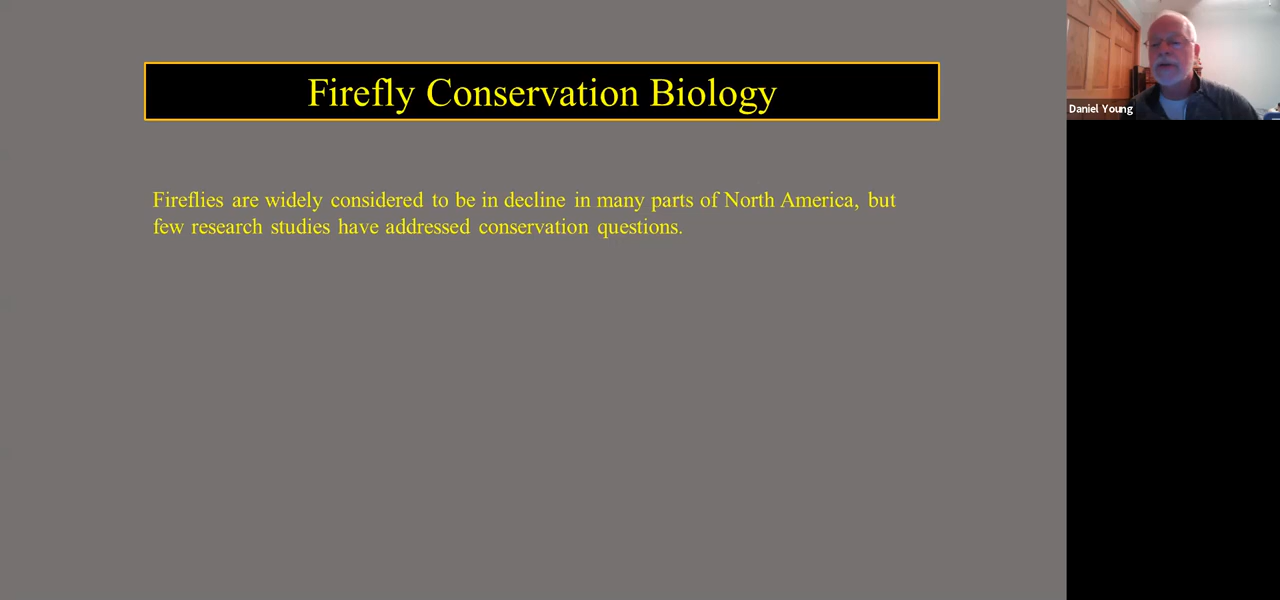 Firefly Conservation Biology
Fireflies are widely considered to be in decline in many parts of North America, but
few research studies have addressed conservation questions.
Daniel Young